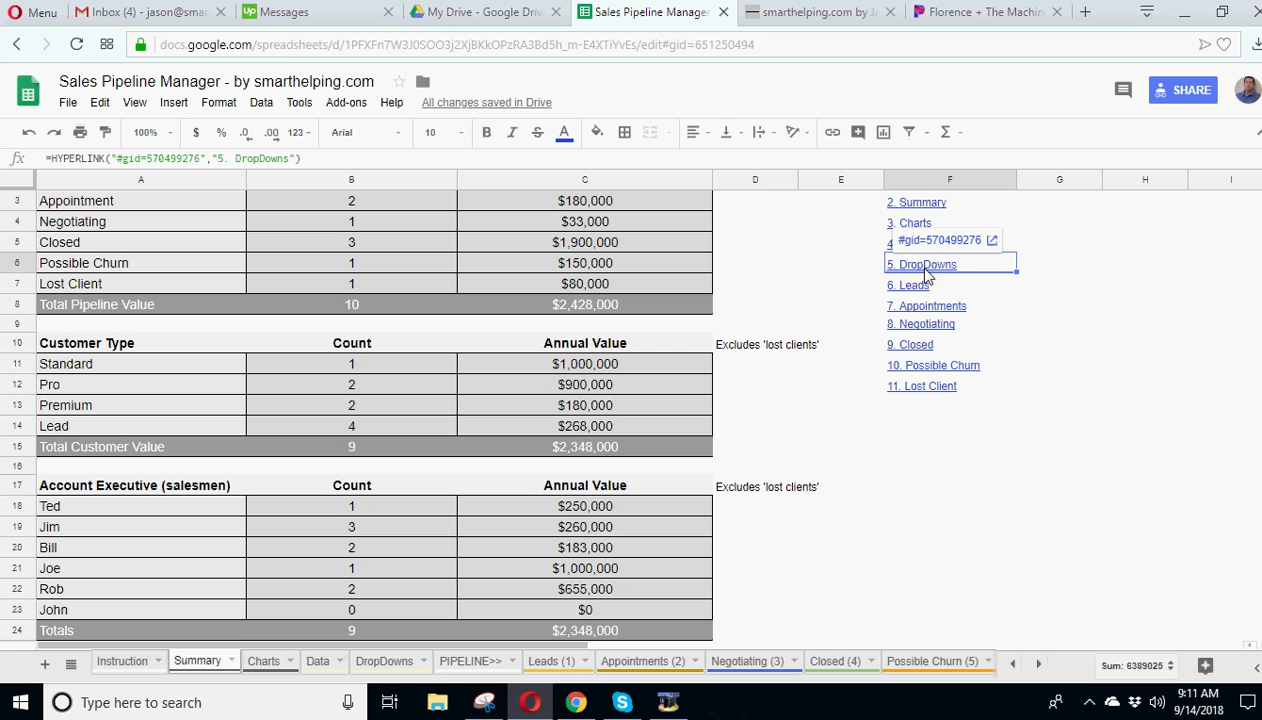 Menu
Inbox (4) - jason@smar
Messages
My Drive - Google Driv
Sales Pipeline Manager
smarthelping.com by Ja
Florence + The Machin
docs.google.com/spreadsheets/d/1PFXFn7W3J0SOO3j2XjBKkOPzRA3Bd5h_m-E4XTiYvEs/edit#gid=651250494
Sales Pipeline Manager - by smarthelping.com
File Edit View Insert Format Data Tools Add-ons Help All changes saved in Drive
SHARE
100% $ % .0 .00 123 Arial 10 B I S A Σ
fx =HYPERLINK("#gid=570499276","5. DropDowns")
A B C D E F G H I
3 Appointment 2 $180,000 2. Summary
4 Negotiating 1 $33,000 3. Charts
5 Closed 3 $1,900,000 4
#gid=570499276
6 Possible Churn 1 $150,000 5. DropDowns
7 Lost Client 1 $80,000 6. Leads
8 Total Pipeline Value 10 $2,428,000 7. Appointments
9 8. Negotiating
10 Customer Type Count Annual Value Excludes 'lost clients' 9. Closed
11 Standard 1 $1,000,000 10. Possible Churn
12 Pro 2 $900,000 11. Lost Client
13 Premium 2 $180,000
14 Lead 4 $268,000
15 Total Customer Value 9 $2,348,000
16
17 Account Executive (salesmen) Count Annual Value Excludes 'lost clients'
18 Ted 1 $250,000
19 Jim 3 $260,000
20 Bill 2 $183,000
21 Joe 1 $1,000,000
22 Rob 2 $655,000
23 John 0 $0
24 Totals 9 $2,348,000
Instruction Summary Charts Data DropDowns PIPELINE>> Leads (1) Appointments (2) Negotiating (3) Closed (4) Possible Churn (5) Sum: 6389025
Type here to search
9:11 AM
9/14/2018